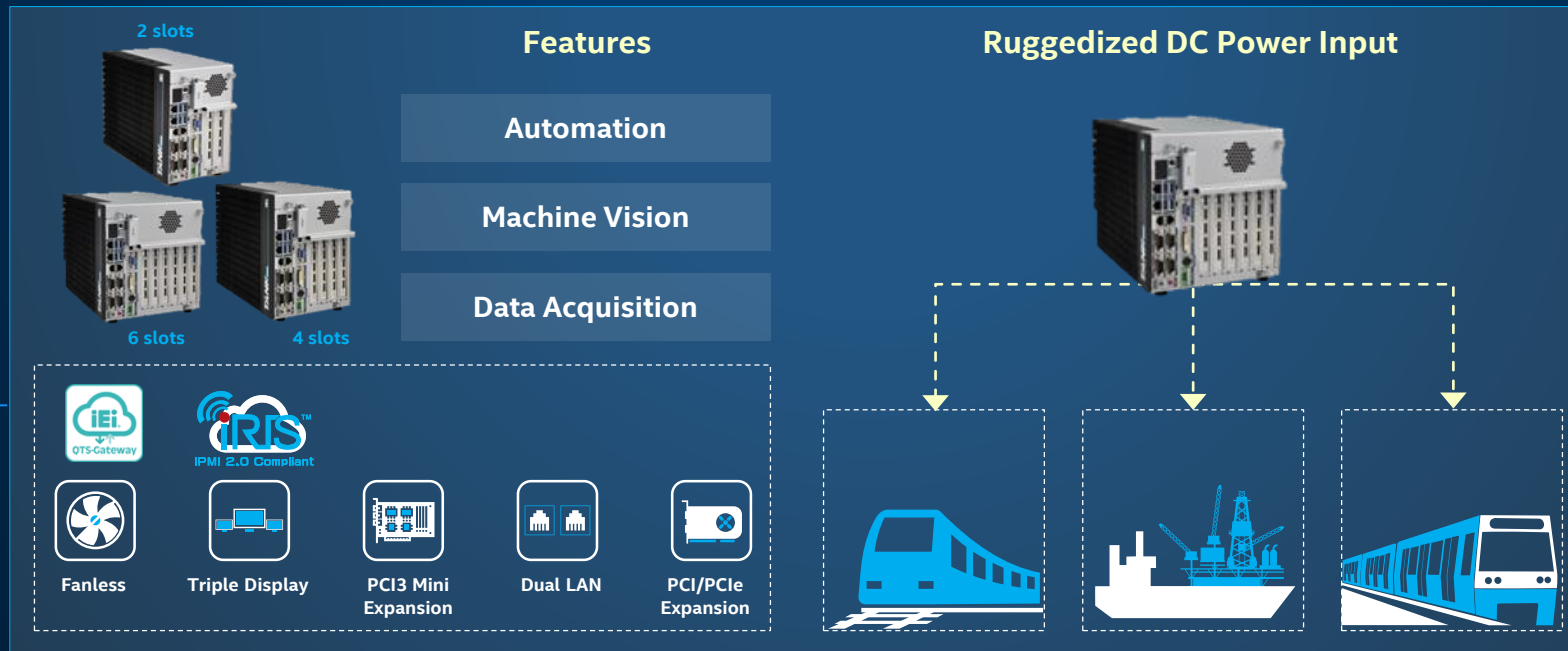 2 slots
6 slots
4 slots
Features
Automation
Machine Vision
Data Acquisition
iEi
QTS-Gateway
iRIS™
IPMI 2.0 Compliant
Fanless
Triple Display
PCI3 Mini
Expansion
Dual LAN
PCI/PCIe
Expansion
Ruggedized DC Power Input